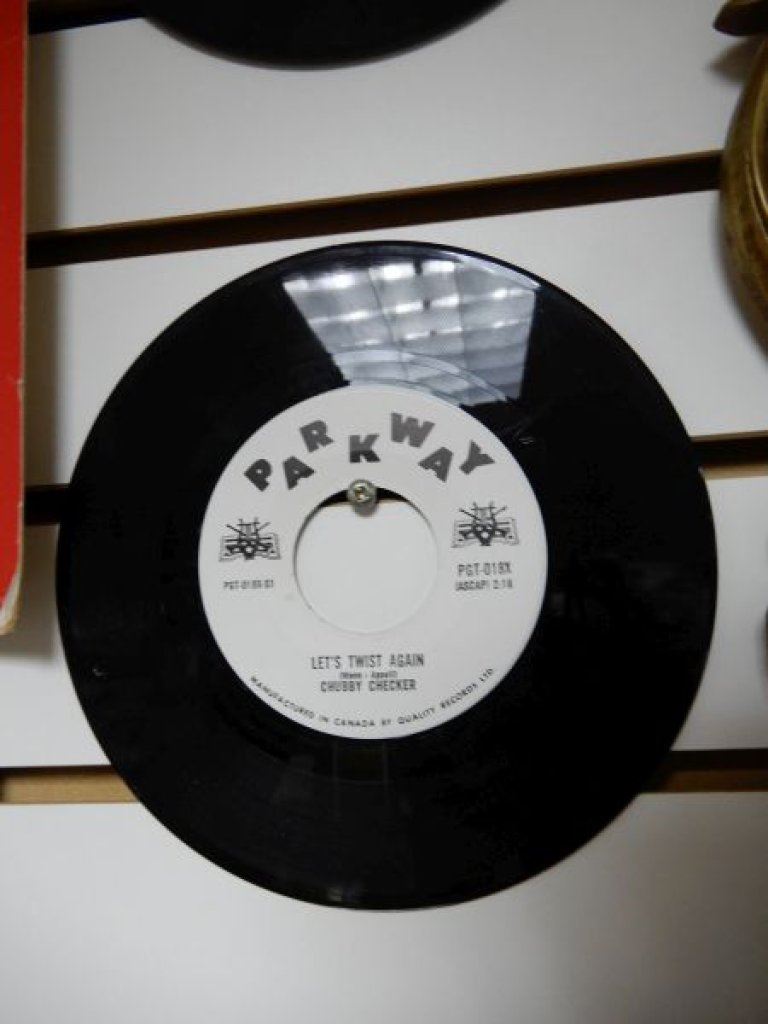 PARKWAY
PGT-018X
(ASCAP) 2:16
LET'S TWIST AGAIN
(Mann - Appell)
CHUBBY CHECKER
MANUFACTURED IN CANADA BY QUALITY RECORDS LTD.